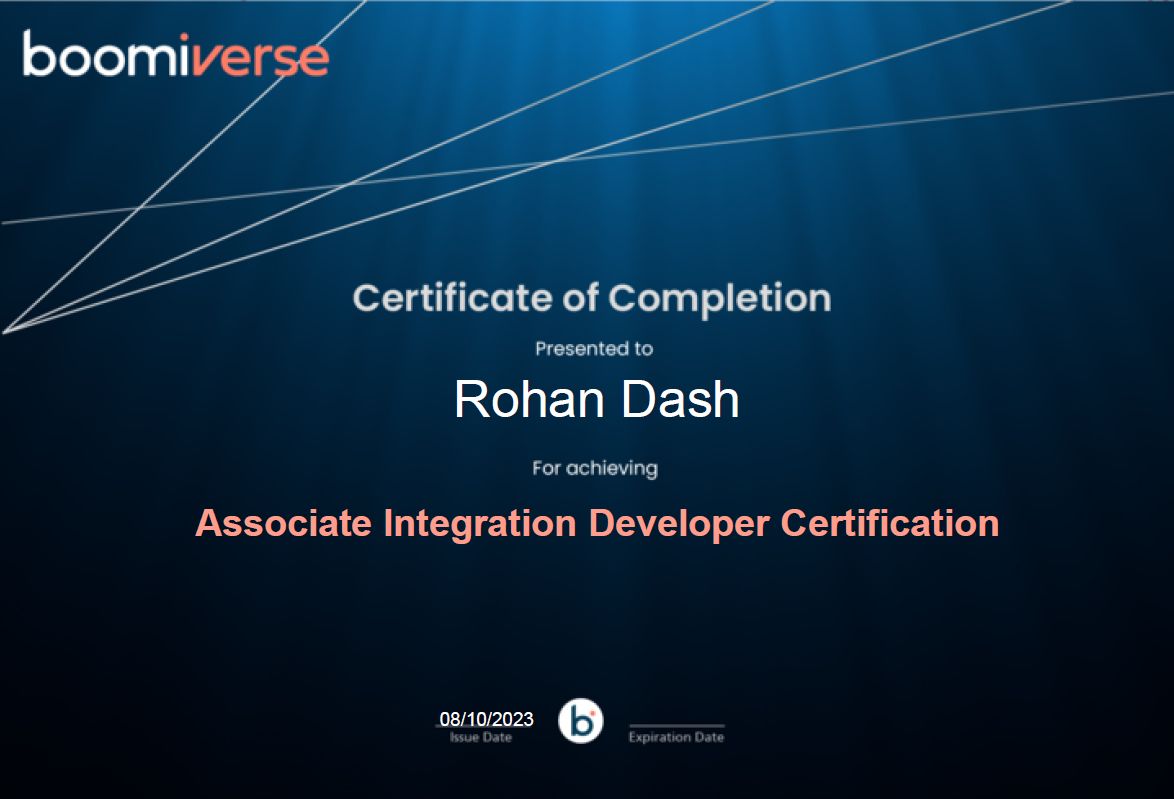 boomiverse
Certificate of Completion
Presented to
Rohan Dash
For achieving
Associate Integration Developer Certification
08/10/2023
Issue Date
b
Expiration Date